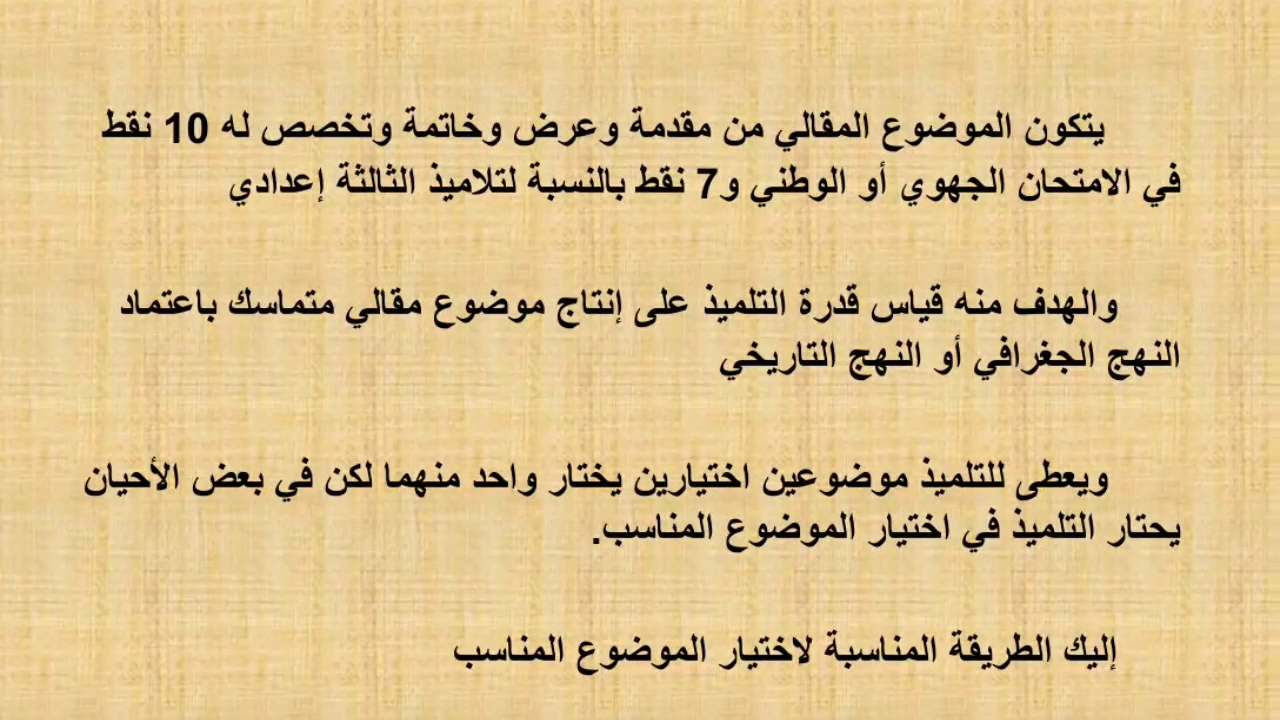 يتكون الموضوع المقالي من مقدمة وعرض وخاتمة وتخصص له 10 نقط
في الامتحان الجهوي أو الوطني و7 نقط بالنسبة لتلاميذ الثالثة إعدادي
والهدف منه قياس قدرة التلميذ على إنتاج موضوع مقالي متماسك باعتماد
النهج الجغرافي أو النهج التاريخي
ويعطى للتلميذ موضوعين اختيارين يختار واحد منهما لكن في بعض الأحيان
يحتار التلميذ في اختيار الموضوع المناسب.
إليك الطريقة المناسبة لاختيار الموضوع المناسب